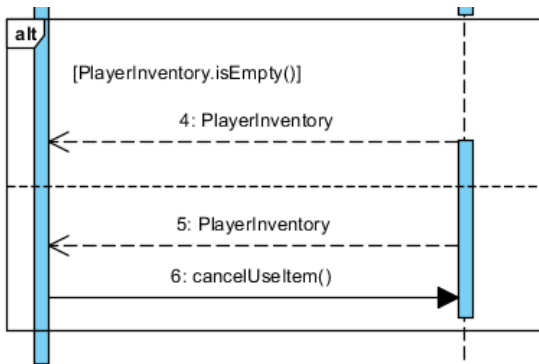 alt
[PlayerInventory.isEmpty()]
4: PlayerInventory
5: PlayerInventory
6: cancelUseItem()